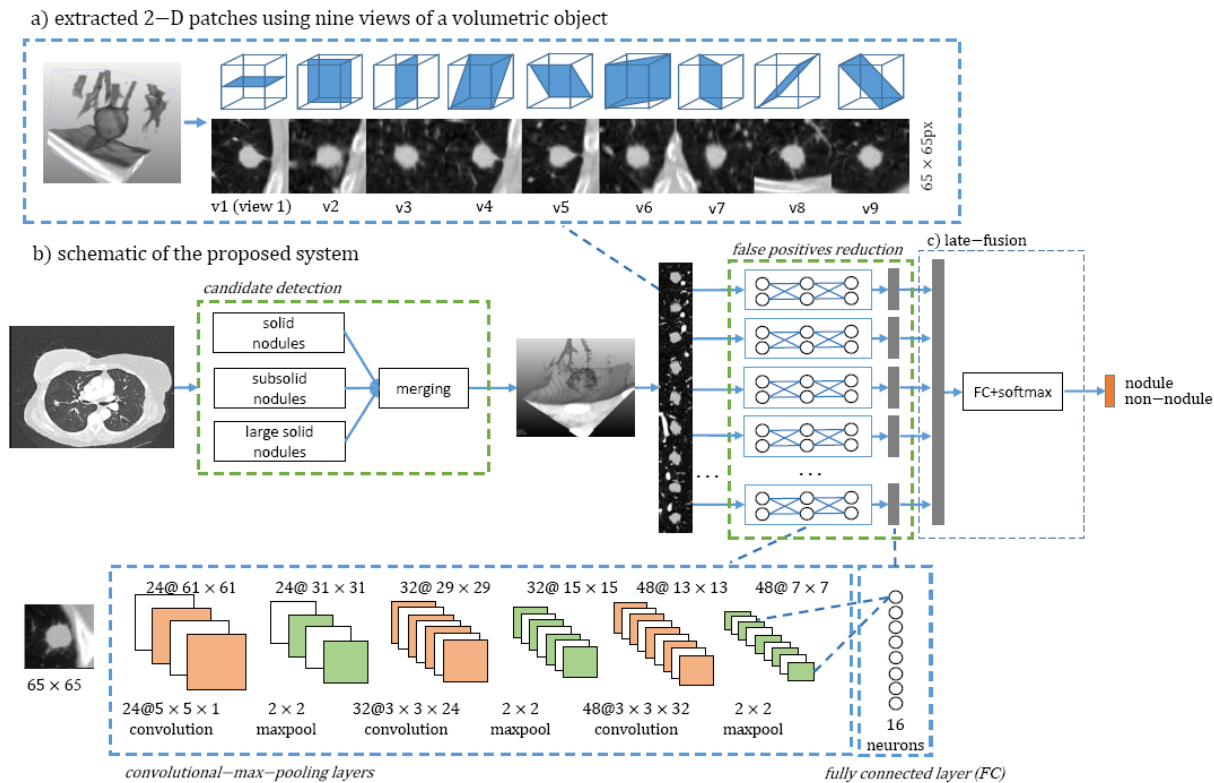 a) extracted 2−D patches using nine views of a volumetric object
65 × 65px
v1 (view 1) v2 v3 v4 v5 v6 v7 v8 v9
b) schematic of the proposed system
false positives reduction
c) late−fusion
candidate detection
solid
nodules
subsolid
nodules
large solid
nodules
merging
FC+softmax
nodule
non−nodule
...
...
24@ 61 × 61 24@ 31 × 31 32@ 29 × 29 32@ 15 × 15 48@ 13 × 13 48@ 7 × 7
65 × 65
24@5 × 5 × 1 2 × 2 32@3 × 3 × 24 2 × 2 48@3 × 3 × 32 2 × 2
convolution maxpool convolution maxpool convolution maxpool
16
neurons
convolutional−max−pooling layers
fully connected layer (FC)